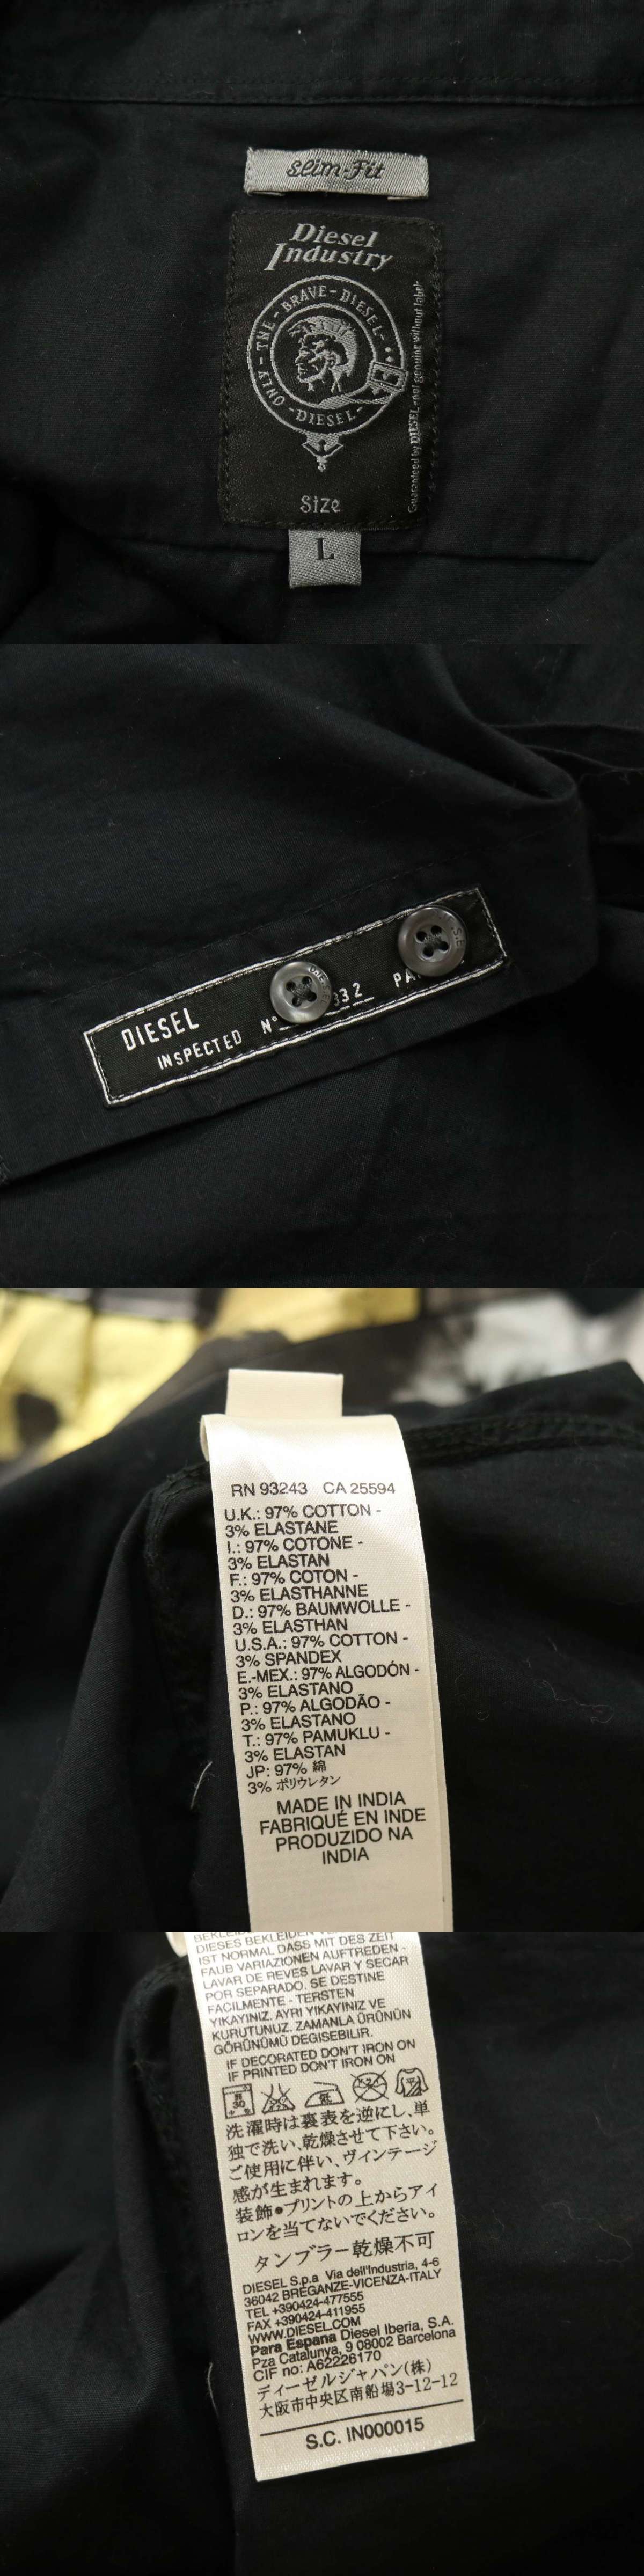 slim-Fit
Diesel
Industry
ONLY - THE - BRAVE - DIESEL -
- DIESEL -
Guaranteed by DIESEL - not genuine without label
Size
L
DIESEL
INSPECTED N° 332
RN 93243 CA 25594
U.K.: 97% COTTON -
3% ELASTANE
I.: 97% COTONE -
3% ELASTAN
F.: 97% COTON -
3% ELASTHANNE
D.: 97% BAUMWOLLE -
3% ELASTHAN
U.S.A.: 97% COTTON -
3% SPANDEX
E.-MEX.: 97% ALGODÓN -
3% ELASTANO
P.: 97% ALGODÃO -
3% ELASTANO
T.: 97% PAMUKLU -
3% ELASTAN
JP: 97% 綿
3% ポリウレタン
MADE IN INDIA
FABRIQUÉ EN INDE
PRODUZIDO NA
INDIA
DIESES BEKLEIDEN
IST NORMAL DASS MIT DES ZEIT
FAUB VARIAZIONEN AUFTREDEN -
LAVAR DE REVES LAVAR Y SECAR
POR SEPARADO. SE DESTINE
FACILMENTE - TERSTEN
YIKAYINIZ. AYRI YIKAYINIZ VE
KURUTUNUZ. ZAMANLA ÜRÜNÜN
GÖRÜNÜMÜ DEGISEBILIR.
IF DECORATED DON'T IRON ON
IF PRINTED DON'T IRON ON
30 低
洗濯時は裏表を逆にし、単
独で洗い、乾燥させて下さい。
ご使用に伴い、ヴィンテージ
感が生まれます。
装飾●プリントの上からアイ
ロンを当てないでください。
タンブラー乾燥不可
DIESEL S.p.a Via dell'Industria, 4-6
36042 BREGANZE-VICENZA-ITALY
TEL +390424-477555
FAX +390424-411955
WWW.DIESEL.COM
Para Espana Diesel Iberia, S.A.
Pza Catalunya, 9 08002 Barcelona
CIF no: A62226170
ディーゼルジャパン(株)
大阪市中央区南船場3-12-12
S.C. IN000015